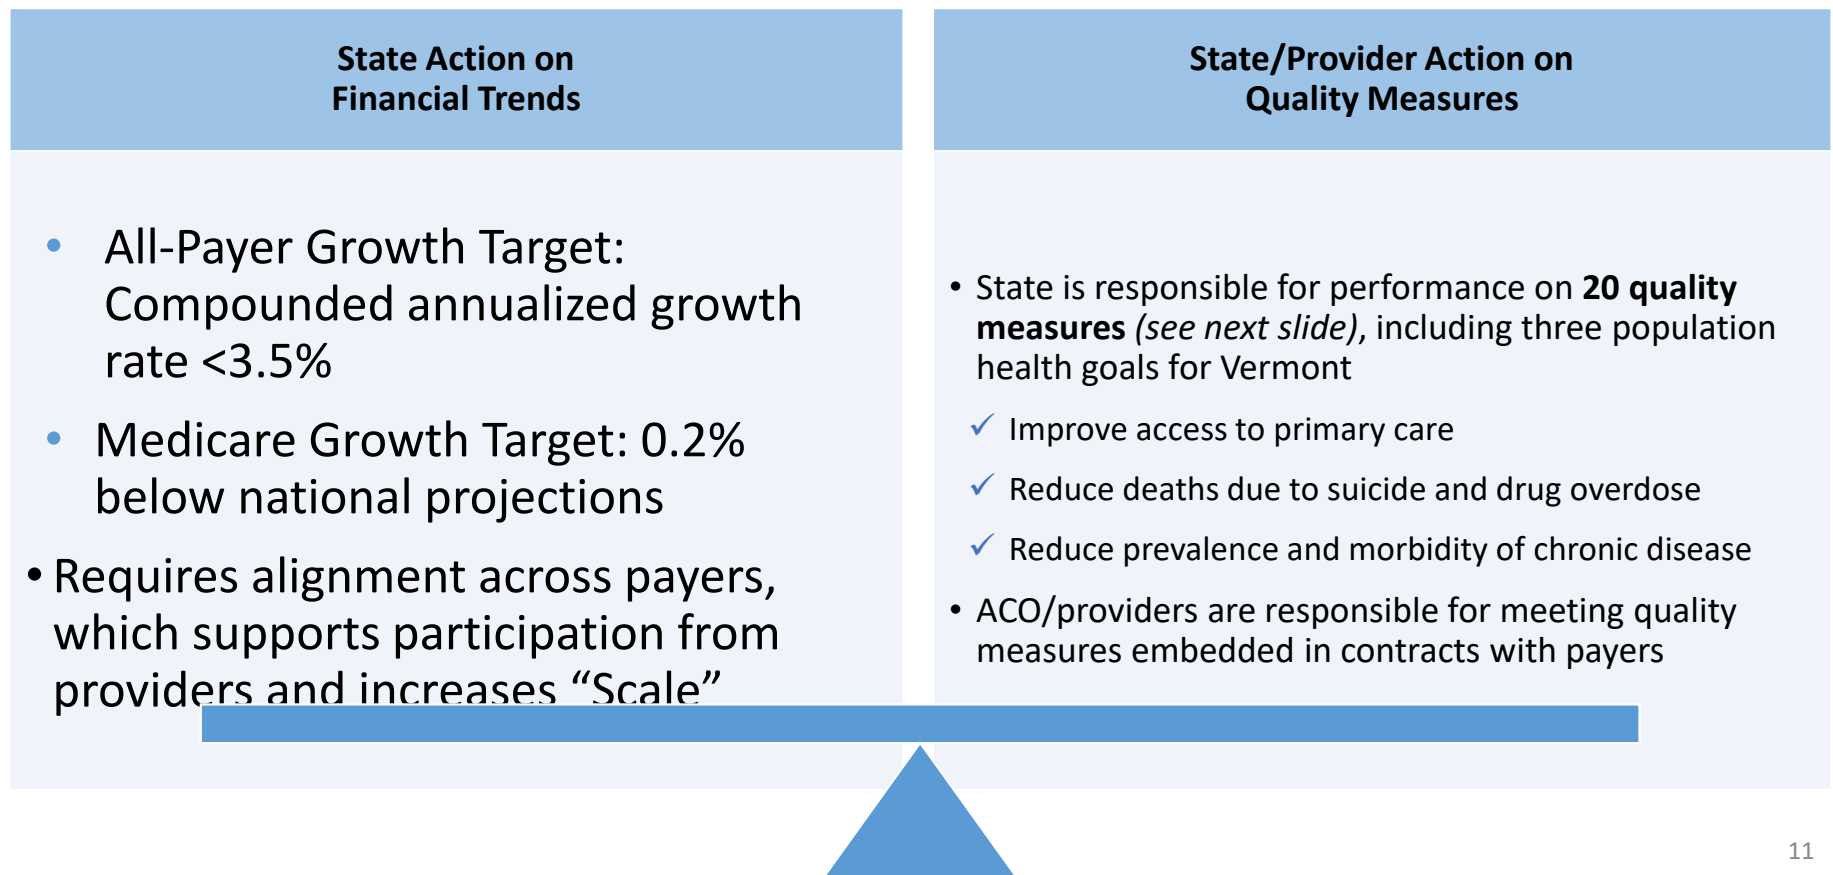 State Action on
Financial Trends
• All-Payer Growth Target:
Compounded annualized growth
rate <3.5%
• Medicare Growth Target: 0.2%
below national projections
• Requires alignment across payers,
which supports participation from
providers and increases “Scale”
State/Provider Action on
Quality Measures
• State is responsible for performance on 20 quality
measures (see next slide), including three population
health goals for Vermont
✓ Improve access to primary care
✓ Reduce deaths due to suicide and drug overdose
✓ Reduce prevalence and morbidity of chronic disease
• ACO/providers are responsible for meeting quality
measures embedded in contracts with payers
11